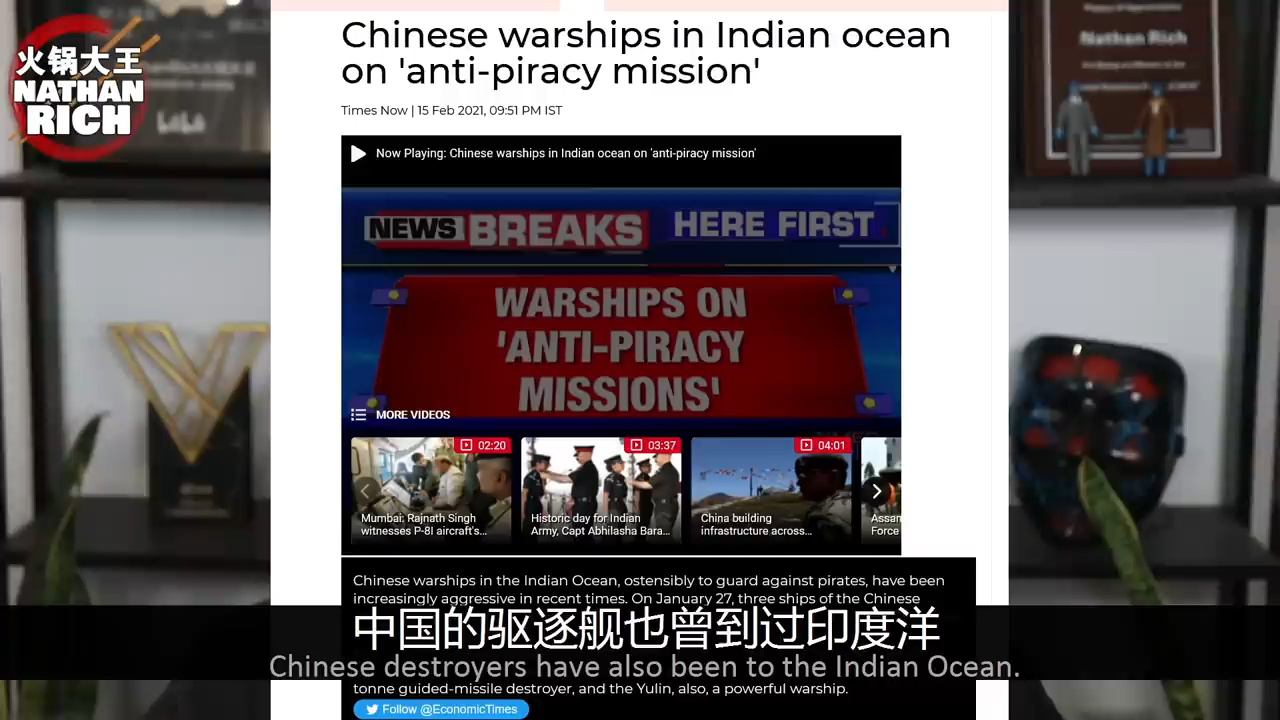 火锅大王
NATHAN
RICH
Nathan Rich
Chinese warships in Indian ocean
on 'anti-piracy mission'
Times Now | 15 Feb 2021, 09:51 PM IST
Now Playing: Chinese warships in Indian ocean on 'anti-piracy mission'
NEWS BREAKS HERE FIRST
WARSHIPS ON
'ANTI-PIRACY
MISSIONS'
MORE VIDEOS
02:20
03:37
04:01
Mumbai: Rajnath Singh
witnesses P-8I aircraft's...
Historic day for Indian
Army, Capt Abhilasha Bara...
China building
infrastructure across...
Assan
Force
Chinese warships in the Indian Ocean, ostensibly to guard against pirates, have been
increasingly aggressive in recent times. On January 27, three ships of the Chinese
中国的驱逐舰也曾到过印度洋
Chinese destroyers have also been to the Indian Ocean.
tonne guided-missile destroyer, and the Yulin, also, a powerful warship.
Follow @EconomicTimes